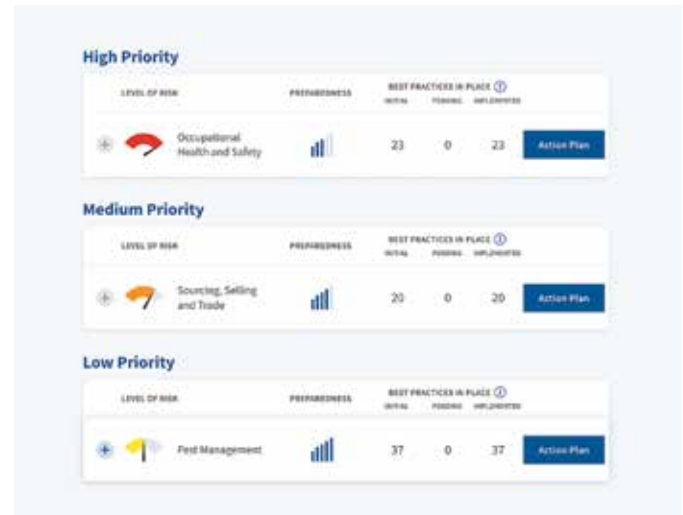 High Priority
LEVEL OF RISK PREPAREDNESS BEST PRACTICES IN PLACE
INITIAL PENDING IMPLEMENTED
Occupational
Health and Safety
23 0 23 Action Plan
Medium Priority
LEVEL OF RISK PREPAREDNESS BEST PRACTICES IN PLACE
INITIAL PENDING IMPLEMENTED
Sourcing, Selling
and Trade
20 0 20 Action Plan
Low Priority
LEVEL OF RISK PREPAREDNESS BEST PRACTICES IN PLACE
INITIAL PENDING IMPLEMENTED
Pest Management 37 0 37 Action Plan